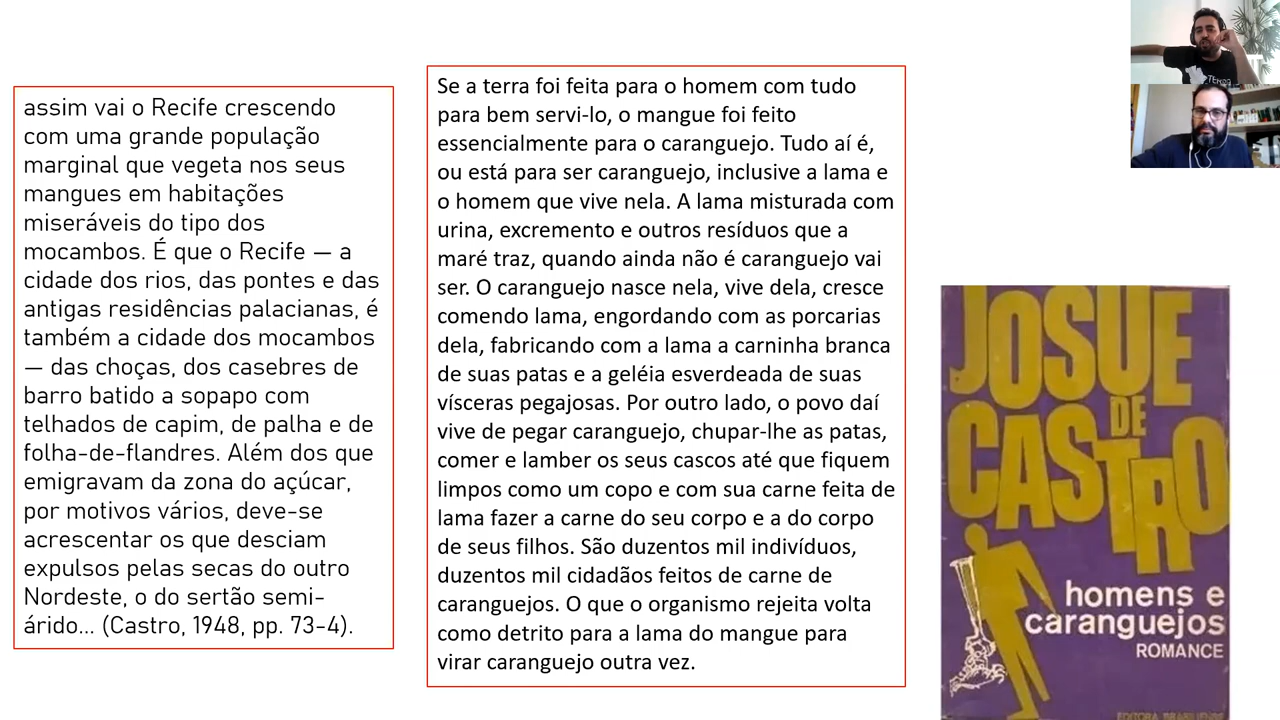 assim vai o Recife crescendo
com uma grande população
marginal que vegeta nos seus
mangues em habitações
miseráveis do tipo dos
mocambos. É que o Recife — a
cidade dos rios, das pontes e das
antigas residências palacianas, é
também a cidade dos mocambos
— das choças, dos casebres de
barro batido a sopapo com
telhados de capim, de palha e de
folha-de-flandres. Além dos que
emigravam da zona do açúcar,
por motivos vários, deve-se
acrescentar os que desciam
expulsos pelas secas do outro
Nordeste, o do sertão semi-
árido... (Castro, 1948, pp. 73-4).
Se a terra foi feita para o homem com tudo
para bem servi-lo, o mangue foi feito
essencialmente para o caranguejo. Tudo aí é,
ou está para ser caranguejo, inclusive a lama e
o homem que vive nela. A lama misturada com
urina, excremento e outros resíduos que a
maré traz, quando ainda não é caranguejo vai
ser. O caranguejo nasce nela, vive dela, cresce
comendo lama, engordando com as porcarias
dela, fabricando com a lama a carninha branca
de suas patas e a geléia esverdeada de suas
vísceras pegajosas. Por outro lado, o povo daí
vive de pegar caranguejo, chupar-lhe as patas,
comer e lamber os seus cascos até que fiquem
limpos como um copo e com sua carne feita de
lama fazer a carne do seu corpo e a do corpo
de seus filhos. São duzentos mil indivíduos,
duzentos mil cidadãos feitos de carne de
caranguejos. O que o organismo rejeita volta
como detrito para a lama do mangue para
virar caranguejo outra vez.
JOSUE
DE
CASTRO
homens e
caranguejos
ROMANCE